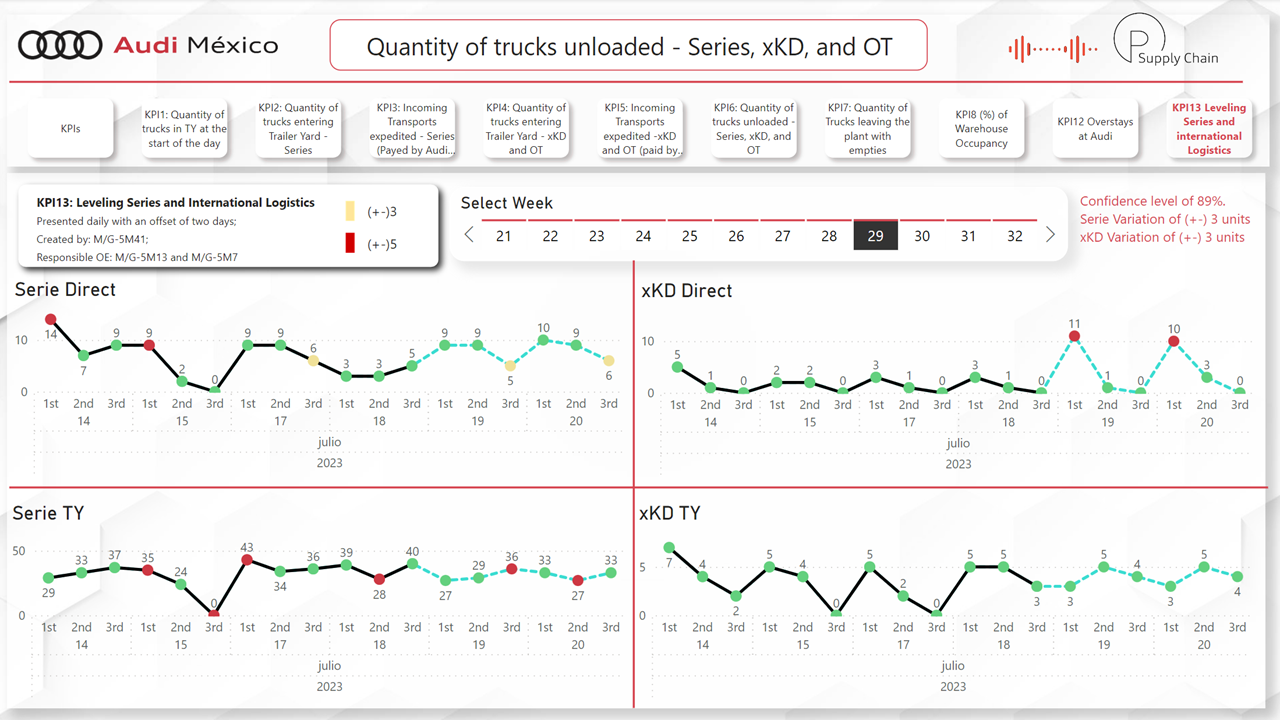 Audi México
Quantity of trucks unloaded - Series, xKD, and OT
P
Supply Chain
KPIs
KPI1: Quantity of
trucks in TY at the
start of the day
KPI2: Quantity of
trucks entering
Trailer Yard -
Series
KPI3: Incoming
Transports
expedited - Series
(Payed by Audi...
KPI4: Quantity of
trucks entering
Trailer Yard - xKD
and OT
KPI5: Incoming
Transports
expedited -xKD
and OT (paid by...
KPI6: Quantity of
trucks unloaded -
Series, xKD, and
OT
KPI7: Quantity of
Trucks leaving the
plant with
empties
KPI8 (%) of
Warehouse
Occupancy
KPI12 Overstays
at Audi
KPI13 Leveling
Series and
international
Logistics
KPI13: Leveling Series and International Logistics
Presented daily with an offset of two days;
Created by: M/G-5M41;
Responsible OE: M/G-5M13 and M/G-5M7
(+-)3
(+-)5
Select Week
21 22 23 24 25 26 27 28 29 30 31 32
Confidence level of 89%.
Serie Variation of (+-) 3 units
xKD Variation of (+-) 3 units
Serie Direct
10
0
14 7 9 9 2 0 9 9 6 3 3 5 9 9 5 10 9 6
1st 2nd 3rd 1st 2nd 3rd 1st 2nd 3rd 1st 2nd 3rd 1st 2nd 3rd 1st 2nd 3rd
14 15 17 18 19 20
julio
2023
xKD Direct
10
0
5 1 0 2 2 0 3 1 0 3 1 0 11 1 0 10 3 0
1st 2nd 3rd 1st 2nd 3rd 1st 2nd 3rd 1st 2nd 3rd 1st 2nd 3rd 1st 2nd 3rd
14 15 17 18 19 20
julio
2023
Serie TY
50
0
29 33 37 35 24 0 43 34 36 39 28 40 27 29 36 33 27 33
1st 2nd 3rd 1st 2nd 3rd 1st 2nd 3rd 1st 2nd 3rd 1st 2nd 3rd 1st 2nd 3rd
14 15 17 18 19 20
julio
2023
xKD TY
5
0
7 4 2 5 4 0 5 2 0 5 5 3 3 5 4 3 5 4
1st 2nd 3rd 1st 2nd 3rd 1st 2nd 3rd 1st 2nd 3rd 1st 2nd 3rd 1st 2nd 3rd
14 15 17 18 19 20
julio
2023